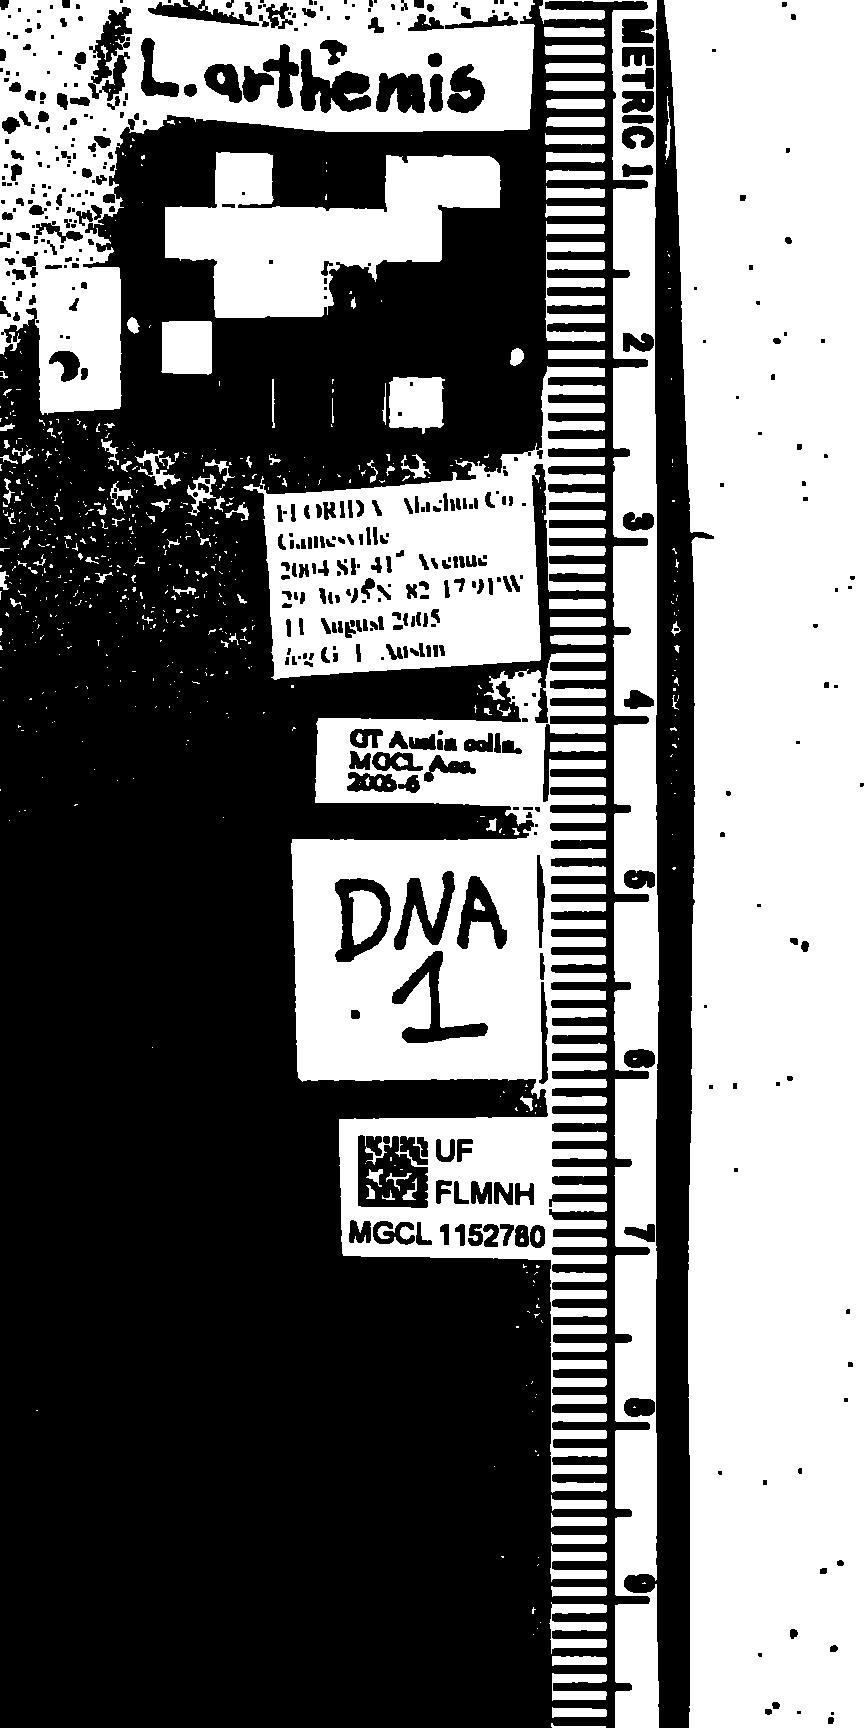 L. arthemis
METRIC 1
2
3
4
5
6
7
8
9
FLORIDA Alachua Co.
Gainesville
2004 SE 41st Avenue
29 36.95'N 82 17.91'W
11 August 2005
leg G T Austin
GT Austin colln.
MGCL Acc.
2005-6
DNA
1
UF
FLMNH
MGCL 1152780